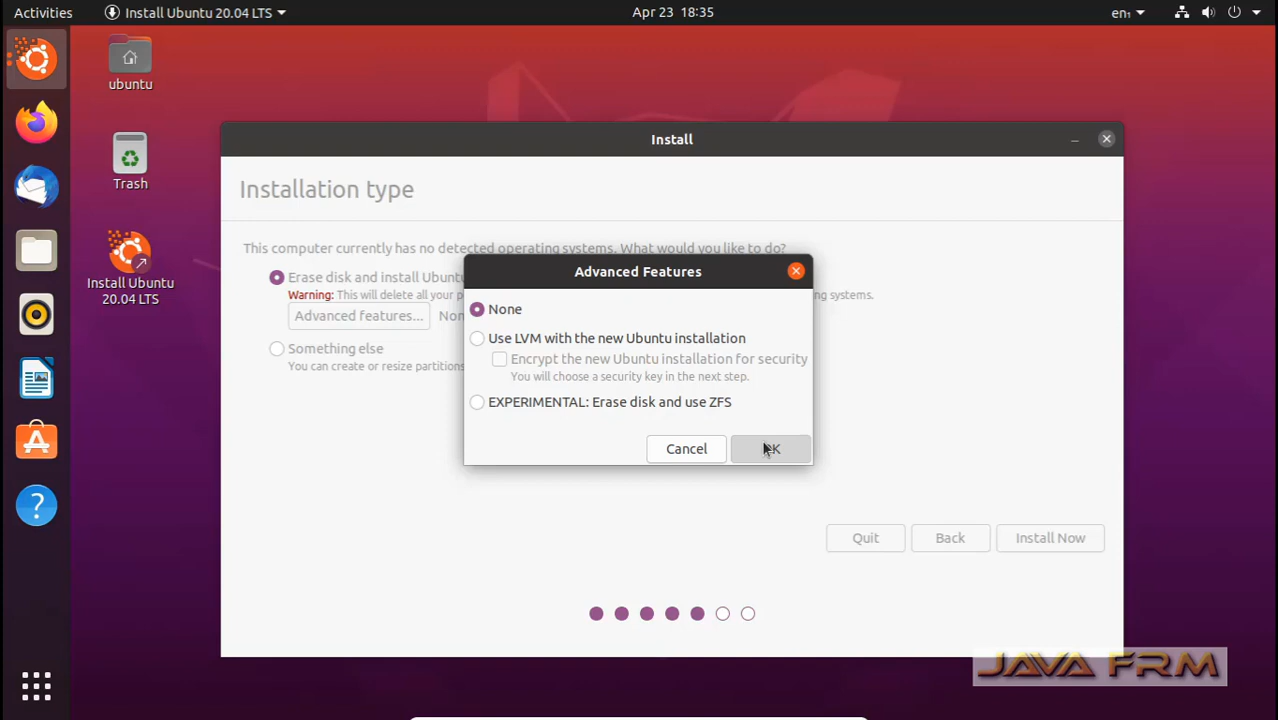 Activities
Install Ubuntu 20.04 LTS
Apr 23 18:35
en₁
ubuntu
Trash
Install Ubuntu
20.04 LTS
Install
Installation type
This computer currently has no detected operating systems. What would you like to do?
Erase disk and install Ubuntu
Warning: This will delete all your p
ng systems.
Advanced features...
Non
Something else
You can create or resize partitions
Advanced Features
None
Use LVM with the new Ubuntu installation
Encrypt the new Ubuntu installation for security
You will choose a security key in the next step.
EXPERIMENTAL: Erase disk and use ZFS
Cancel
OK
Quit
Back
Install Now
JAVA FRM